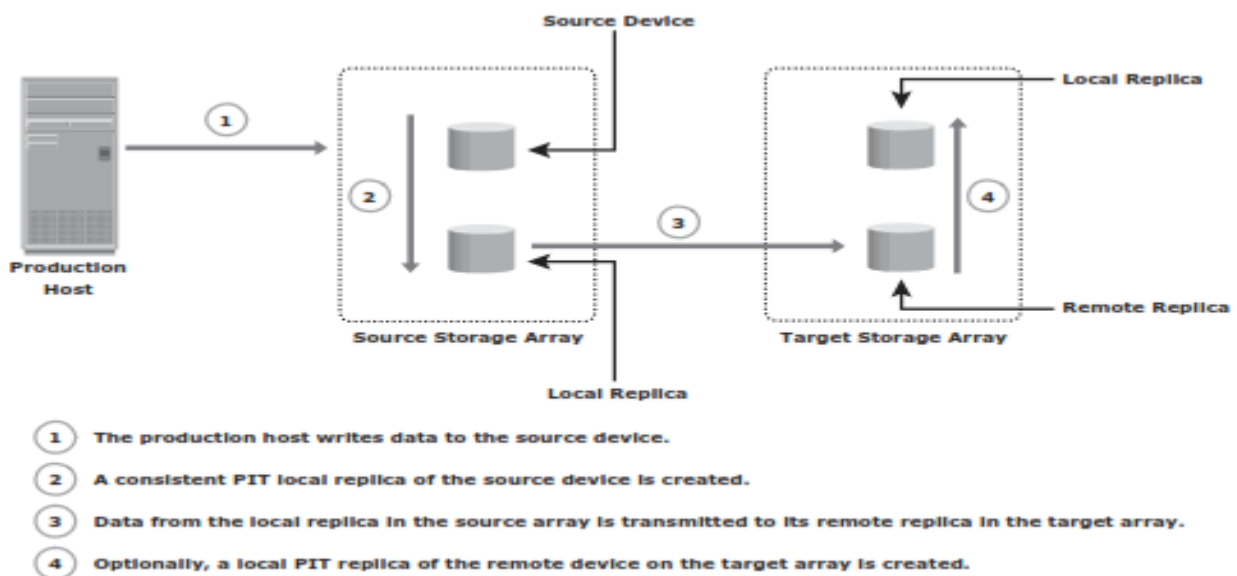 Source Device
Local Replica
1
2
3
4
Production
Host
Remote Replica
Source Storage Array
Target Storage Array
Local Replica
1 The production host writes data to the source device.
2 A consistent PIT local replica of the source device is created.
3 Data from the local replica in the source array is transmitted to its remote replica in the target array.
4 Optionally, a local PIT replica of the remote device on the target array is created.